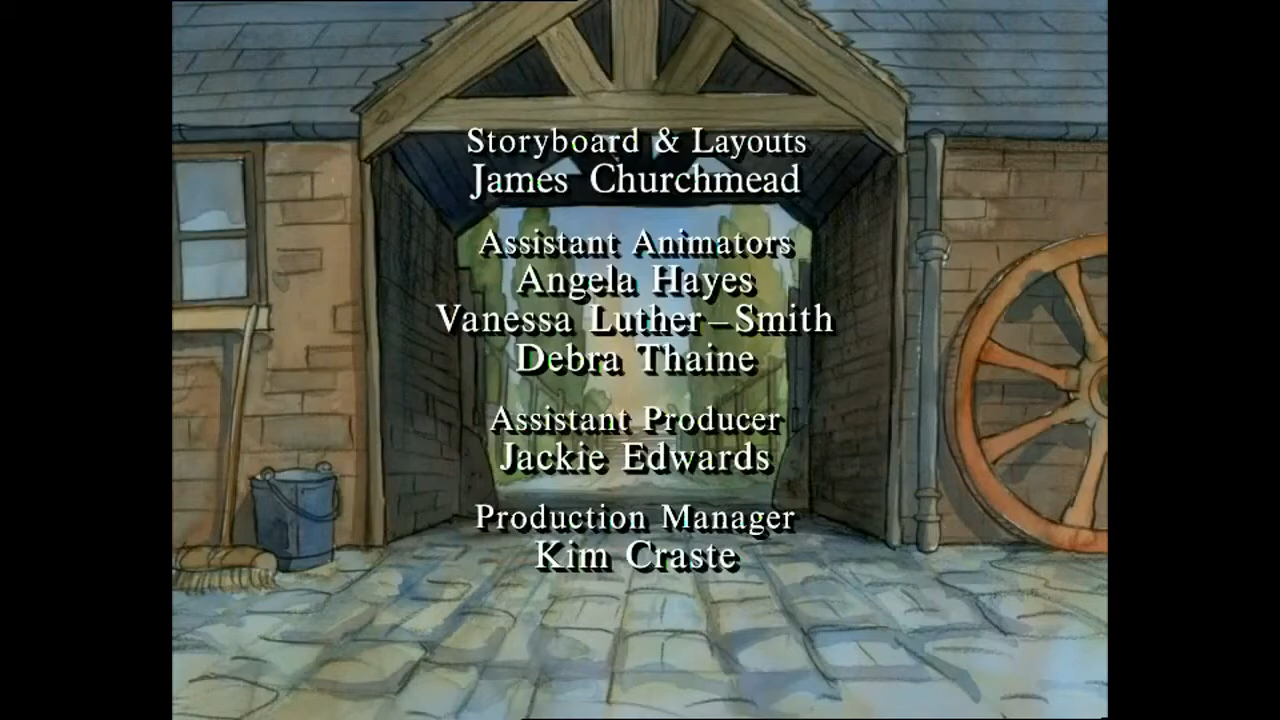 Storyboard & Layouts
James Churchmead
Assistant Animators
Angela Hayes
Vanessa Luther-Smith
Debra Thaine
Assistant Producer
Jackie Edwards
Production Manager
Kim Craste